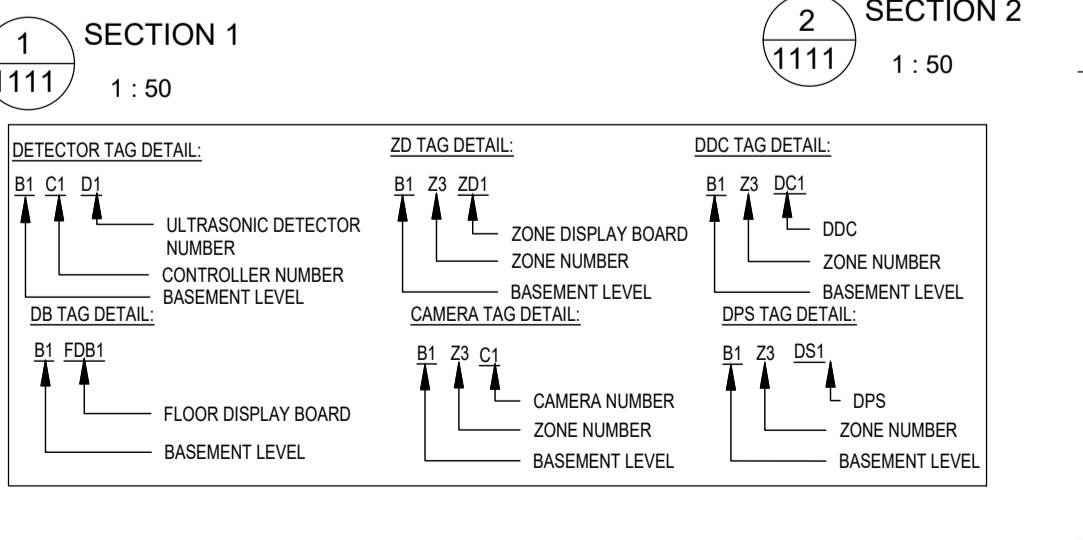 1
1111
SECTION 1
1 : 50
2
1111
SECTION 2
1 : 50
DETECTOR TAG DETAIL:
B1 C1 D1
ULTRASONIC DETECTOR
NUMBER
CONTROLLER NUMBER
BASEMENT LEVEL
ZD TAG DETAIL:
B1 Z3 ZD1
ZONE DISPLAY BOARD
ZONE NUMBER
BASEMENT LEVEL
DDC TAG DETAIL:
B1 Z3 DC1
DDC
ZONE NUMBER
BASEMENT LEVEL
DB TAG DETAIL:
B1 FDB1
FLOOR DISPLAY BOARD
BASEMENT LEVEL
CAMERA TAG DETAIL:
B1 Z3 C1
CAMERA NUMBER
ZONE NUMBER
BASEMENT LEVEL
DPS TAG DETAIL:
B1 Z3 DS1
DPS
ZONE NUMBER
BASEMENT LEVEL